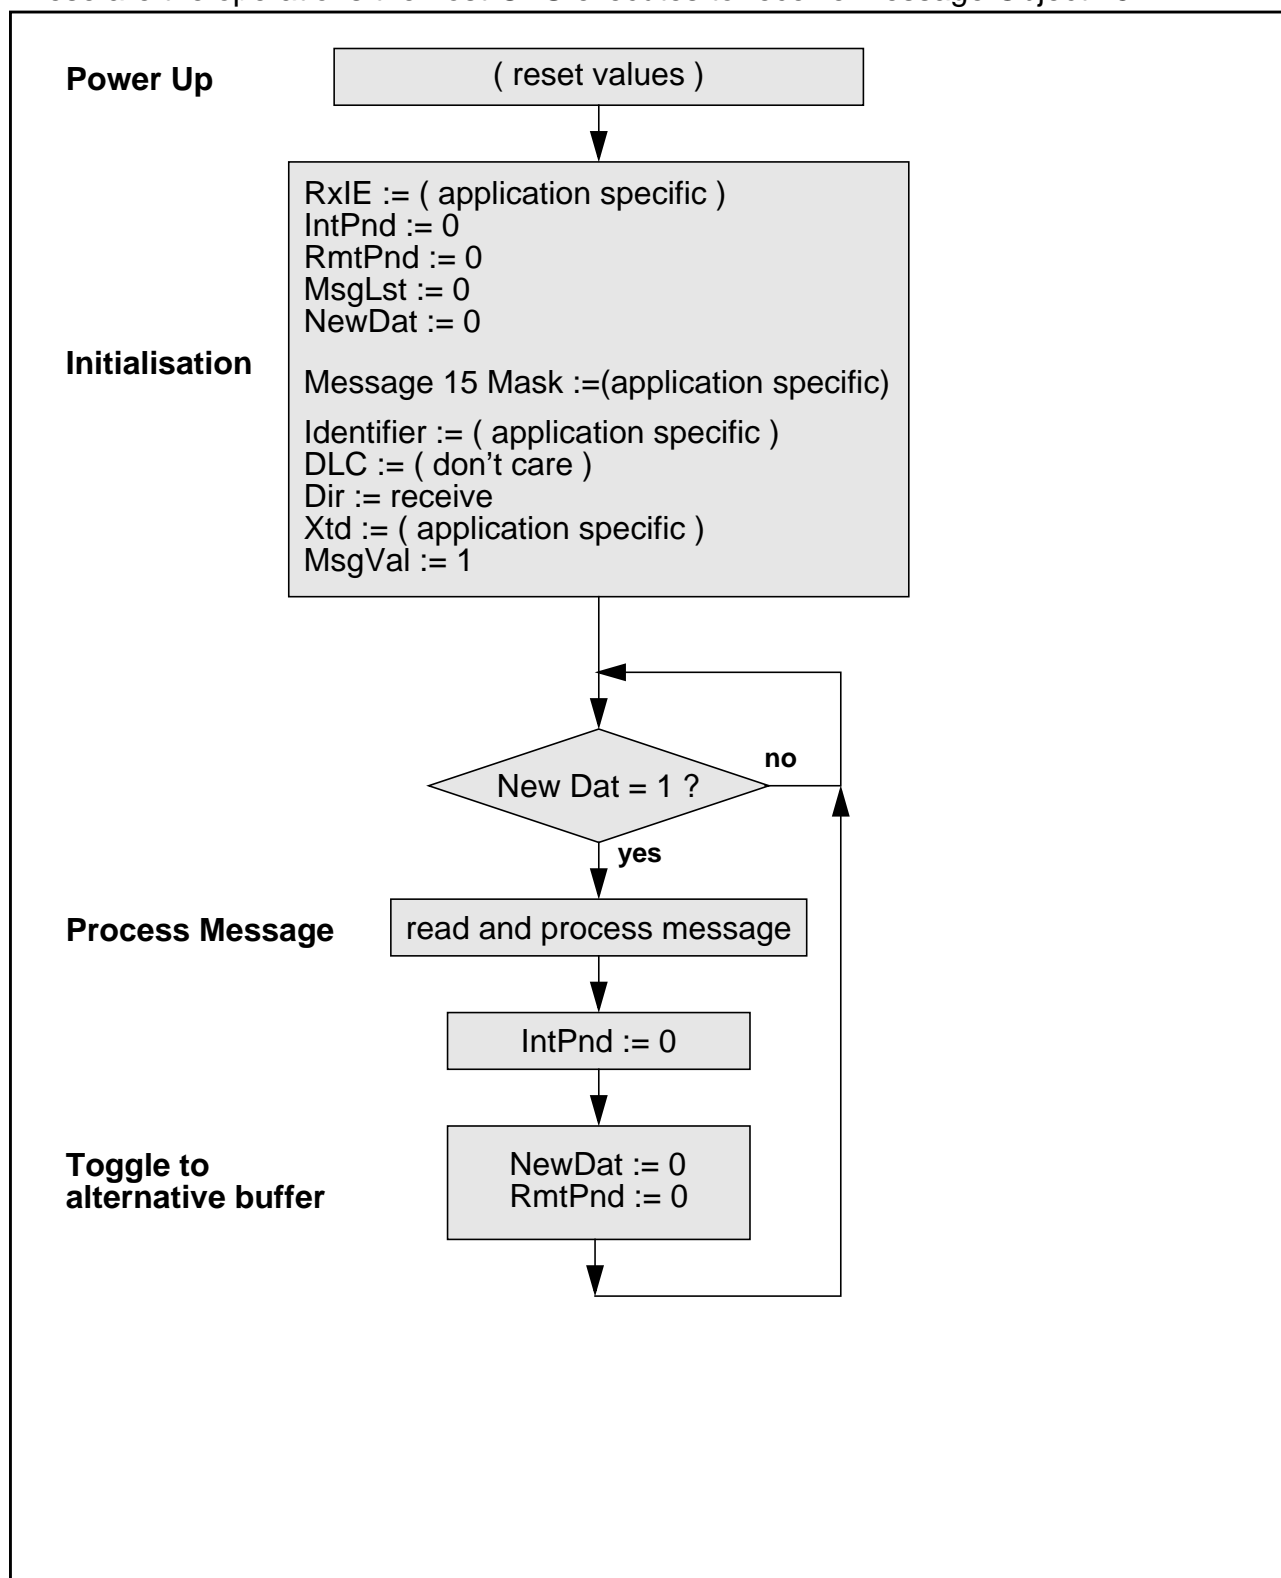 Power Up
( reset values )
RxIE := ( application specific )
IntPnd := 0
RmtPnd := 0
MsgLst := 0
NewDat := 0
Initialisation
Message 15 Mask :=(application specific)
Identifier := ( application specific )
DLC := ( don't care )
Dir := receive
Xtd := ( application specific )
MsgVal := 1
New Dat = 1 ?
no
yes
Process Message
read and process message
IntPnd := 0
Toggle to
alternative buffer
NewDat := 0
RmtPnd := 0